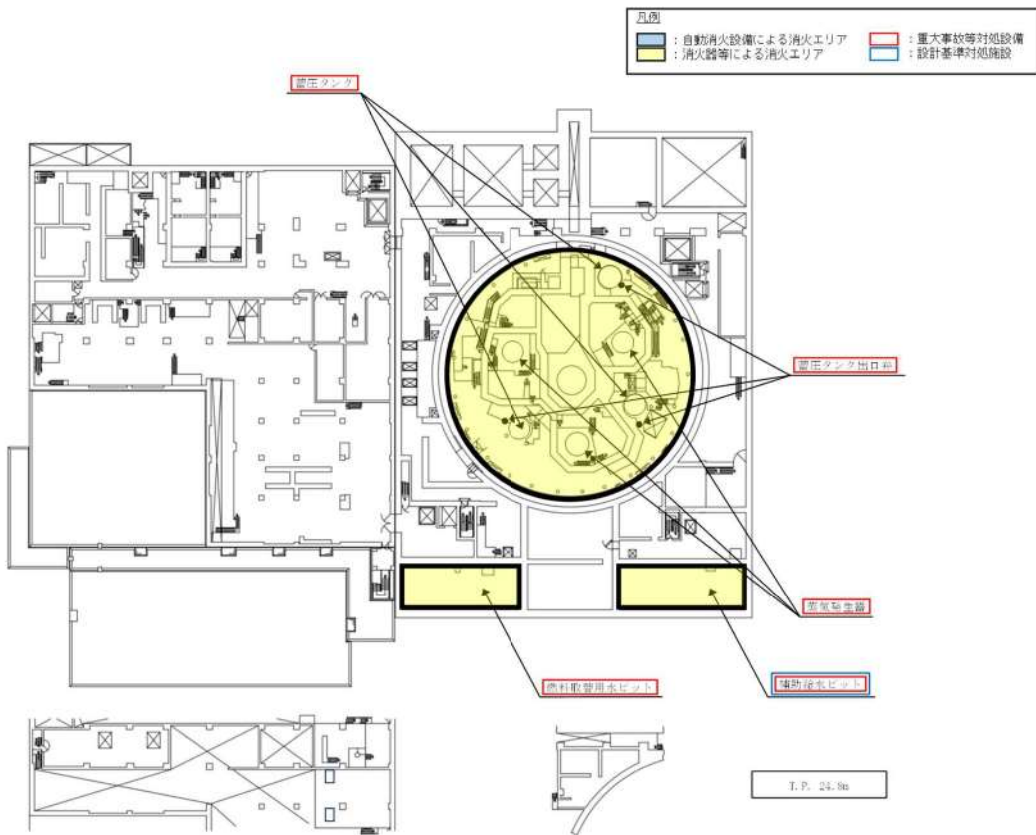 凡例
：自動消火設備による消火エリア
：重大事故等対処設備
：消火器等による消火エリア
：設計基準対処施設
蓄圧タンク
蓄圧タンク出口弁
蒸気発生器
燃料取替用水ピット
補助給水ピット
T.P. 24.8m